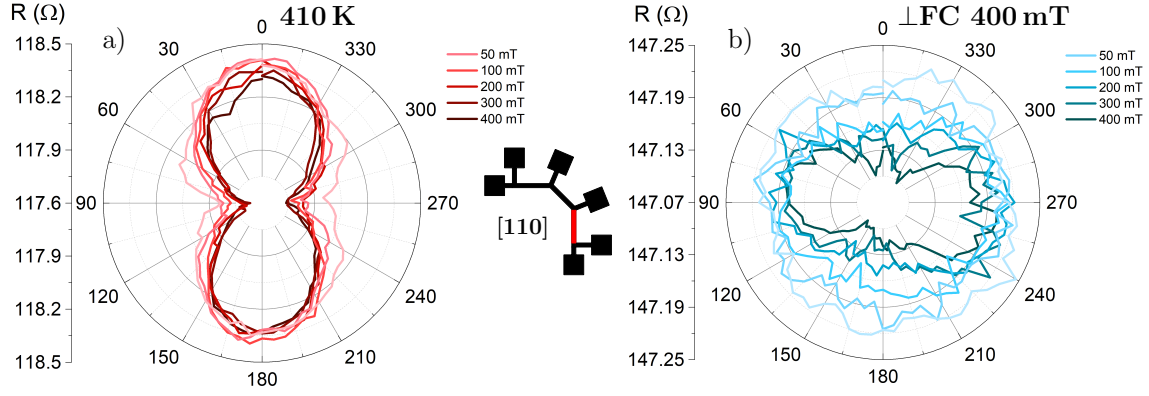 R (Ω)
a)
410 K
118.5
118.2
117.9
117.6
117.9
118.2
118.5
0
330
300
270
240
210
180
150
120
90
60
30
50 mT
100 mT
200 mT
300 mT
400 mT
[110]
R (Ω)
b)
⊥FC 400 mT
147.25
147.19
147.13
147.07
147.13
147.19
147.25
0
330
300
270
240
210
180
150
120
90
60
30
50 mT
100 mT
200 mT
300 mT
400 mT